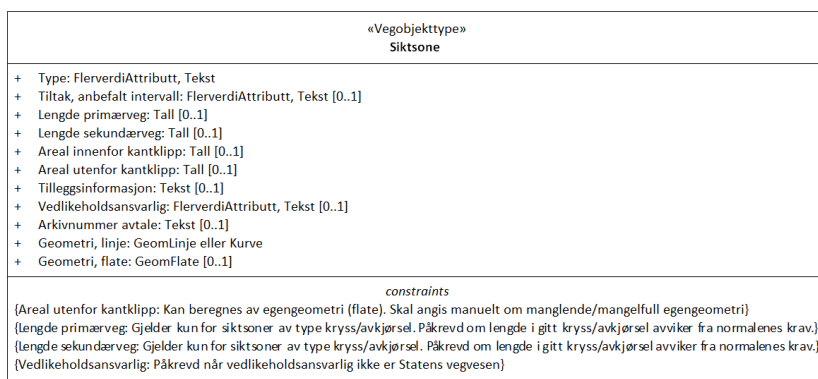 «Vegobjekttype»
Siktsone
+ Type: FlerverdiAttributt, Tekst
+ Tiltak, anbefalt intervall: FlerverdiAttributt, Tekst [0..1]
+ Lengde primærveg: Tall [0..1]
+ Lengde sekundærveg: Tall [0..1]
+ Areal innenfor kantklipp: Tall [0..1]
+ Areal utenfor kantklipp: Tall [0..1]
+ Tilleggsinformasjon: Tekst [0..1]
+ Vedlikeholdsansvarlig: FlerverdiAttributt, Tekst [0..1]
+ Arkivnummer avtale: Tekst [0..1]
+ Geometri, linje: GeomLinje eller Kurve
+ Geometri, flate: GeomFlate [0..1]
constraints
{Areal utenfor kantklipp: Kan beregnes av egengeometri (flate). Skal angis manuelt om manglende/mangelfull egengeometri}
{Lengde primærveg: Gjelder kun for siktsoner av type kryss/avkjørsel. Påkrevd om lengde i gitt kryss/avkjørsel avviker fra normalenes krav.}
{Lengde sekundærveg: Gjelder kun for siktsoner av type kryss/avkjørsel. Påkrevd om lengde i gitt kryss/avkjørsel avviker fra normalenes krav.}
{Vedlikeholdsansvarlig: Påkrevd når vedlikeholdsansvarlig ikke er Statens vegvesen}